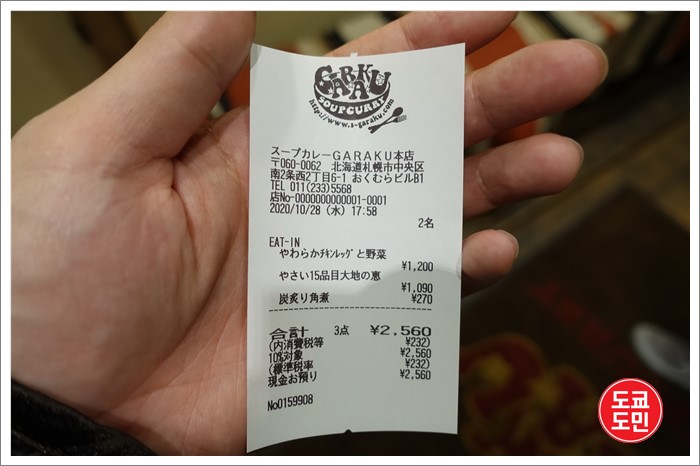 GARAKU
SOUPCURRY
http://www.s-garaku.com
スープカレーGARAKU本店
〒060-0062 北海道札幌市中央区
南2条西2丁目6-1 おくむらビルB1
TEL 011(233)5568
店No-0000000000001-0001
2020/10/28 (水) 17:58
2名
EAT-IN
やわらかﾁｷﾝﾚｯｸﾞと野菜
¥1,200
やさい15品目大地の恵
¥1,090
炭炙り角煮 ¥270
合計 3点 ¥2,560
(内消費税等 ¥232)
10%対象 ¥2,560
(標準税率 ¥232)
現金お預り ¥2,560
No0159908
도쿄
도민